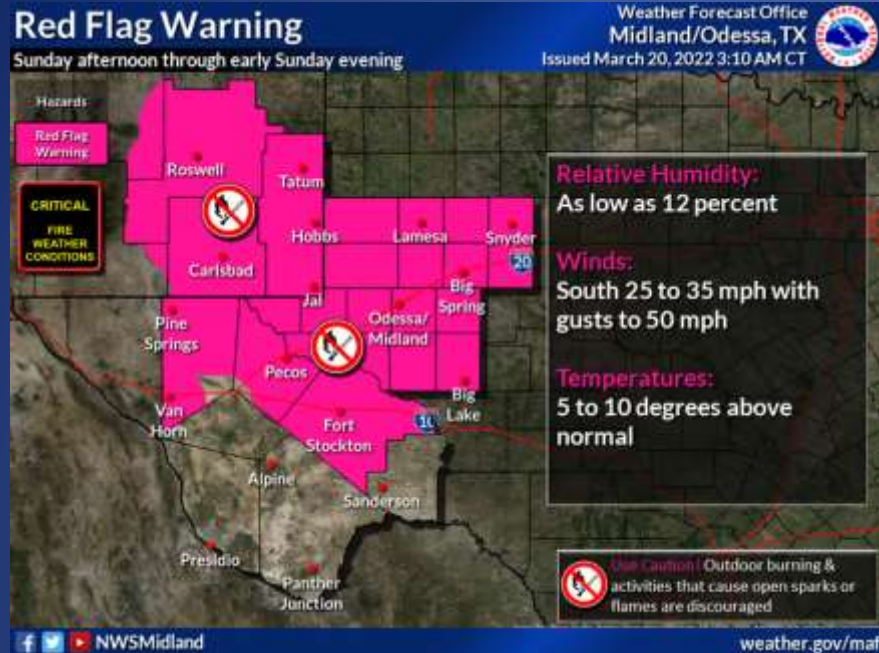 Red Flag Warning
Sunday afternoon through early Sunday evening
Weather Forecast Office
Midland/Odessa, TX
Issued March 20, 2022 3:10 AM CT
Hazards
Red Flag
Warning
CRITICAL
FIRE
WEATHER
CONDITIONS
Roswell
Tatum
Hobbs
Lamesa
Snyder
20
Carlsbad
Jal
Big
Spring
Odessa/
Midland
Pine
Springs
Pecos
Big
Lake
Van
Horn
Fort
Stockton
10
Alpine
Sanderson
Presidio
Panther
Junction
Relative Humidity:
As low as 12 percent
Winds:
South 25 to 35 mph with
gusts to 50 mph
Temperatures:
5 to 10 degrees above
normal
Use Caution! Outdoor burning &
activities that cause open sparks or
flames are discouraged
NWSMidland
weather.gov/maf